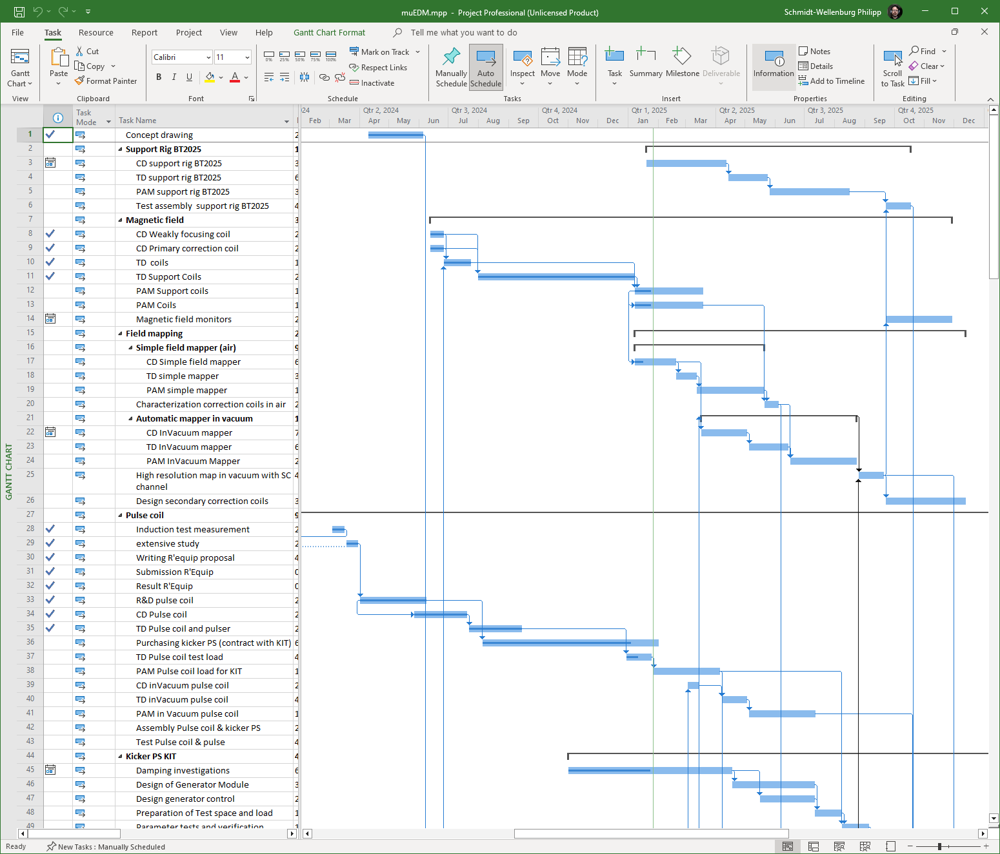 muEDM.mpp - Project Professional (Unlicensed Product)
Schmidt-Wellenburg Philipp
File Task Resource Report Project View Help Gantt Chart Format Tell me what you want to do
Gantt Chart
View
Paste
Cut
Copy
Format Painter
Clipboard
Calibri 11
B I U A
Font
0% 25% 50% 75% 100%
Mark on Track
Respect Links
Inactivate
Schedule
Manually Schedule
Auto Schedule
Inspect
Move
Mode
Tasks
Task
Summary
Milestone
Deliverable
Insert
Information
Notes
Details
Add to Timeline
Properties
Scroll to Task
Find
Clear
Fill
Editing
Task Mode
Task Name
24 Qtr 2, 2024 Qtr 3, 2024 Qtr 4, 2024 Qtr 1, 2025 Qtr 2, 2025 Qtr 3, 2025 Qtr 4, 2025
Feb Mar Apr May Jun Jul Aug Sep Oct Nov Dec Jan Feb Mar Apr May Jun Jul Aug Sep Oct Nov Dec
1 Concept drawing 2
2 Support Rig BT2025 1
3 CD support rig BT2025 3
4 TD support rig BT2025 6
5 PAM support rig BT2025 3
6 Test assembly support rig BT2025 4
7 Magnetic field 3
8 CD Weakly focusing coil 2
9 CD Primary correction coil 2
10 TD coils 1
11 TD Support Coils 2
12 PAM Support coils 1
13 PAM Coils 1
14 Magnetic field monitors 2
15 Field mapping 2
16 Simple field mapper (air) 9
17 CD Simple field mapper 6
18 TD simple mapper 3
19 PAM simple mapper 1
20 Characterization correction coils in air 2
21 Automatic mapper in vacuum 1
22 CD InVacuum mapper 7
23 TD InVacuum mapper 6
24 PAM InVacuum Mapper 2
25 High resolution map in vacuum with SC 4
channel
26 Design secondary correction coils 3
27 Pulse coil 9
28 Induction test measurement 2
29 extensive study 2
30 Writing R'equip proposal 4
31 Submission R'Equip 0
32 Result R'Equip 0
33 R&D pulse coil 2
34 CD Pulse coil 2
35 TD Pulse coil and pulser 2
36 Purchasing kicker PS (contract with KIT) 6
37 TD Pulse coil test load 4
38 PAM Pulse coil load for KIT 1
39 CD inVacuum pulse coil 2
40 TD inVacuum pulse coil 4
41 PAM in Vacuum pulse coil 1
42 Assembly Pulse coil & kicker PS 2
43 Test Pulse coil & pulse 4
44 Kicker PS KIT 4
45 Damping investigations 6
46 Design of Generator Module 3
47 Design generator control 2
48 Preparation of Test space and load 1
49 Parameter tests and verification 1
GANTT CHART
Ready New Tasks : Manually Scheduled